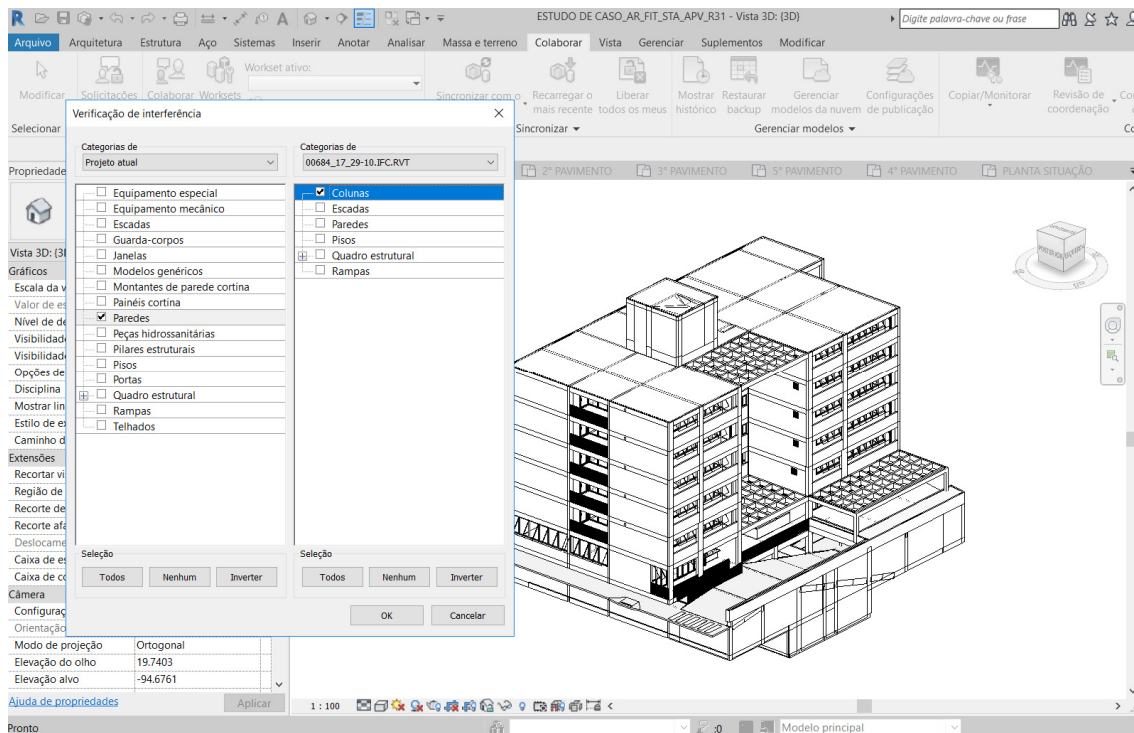 ESTUDO DE CASO_AR_FIT_STA_APV_R31 - Vista 3D: {3D}
Digite palavra-chave ou frase
Arquivo Arquitetura Estrutura Aço Sistemas Inserir Anotar Analisar Massa e terreno Colaborar Vista Gerenciar Suplementos Modificar
Workset ativo:
Modificar Solicitações Colaborar Worksets Sincronizar com o Recarregar o Liberar Mostrar Restaurar Gerenciar Configurações Copiar/Monitorar Revisão de
mais recente todos os meus histórico backup modelos da nuvem de publicação coordenação
Selecionar Sincronizar Gerenciar modelos
Verificação de interferência
Categorias de Categorias de
Projeto atual 00684_17_29-10.IFC.RVT
Propriedade 2° PAVIMENTO 3° PAVIMENTO 5° PAVIMENTO 4° PAVIMENTO PLANTA SITUAÇÃO
Equipamento especial Colunas
Equipamento mecânico Escadas
Escadas Paredes
Guarda-corpos Pisos
Janelas Quadro estrutural
Modelos genéricos Rampas
Montantes de parede cortina
Painéis cortina
Paredes
Peças hidrossanitárias
Pilares estruturais
Pisos
Portas
Quadro estrutural
Rampas
Telhados
Seleção Seleção
Todos Nenhum Inverter Todos Nenhum Inverter
OK Cancelar
Vista 3D: {3D
Gráficos
Escala da v
Valor de es
Nível de de
Visibilidad
Visibilidad
Opções de
Disciplina
Mostrar lin
Estilo de ex
Caminho d
Extensões
Recortar vi
Região de
Recorte de
Recorte afa
Deslocame
Caixa de es
Caixa de co
Câmera
Configuraç
Orientação
Modo de projeção Ortogonal
Elevação do olho 19.7403
Elevação alvo -94.6761
Ajuda de propriedades Aplicar
1 : 100
Pronto :0 Modelo principal